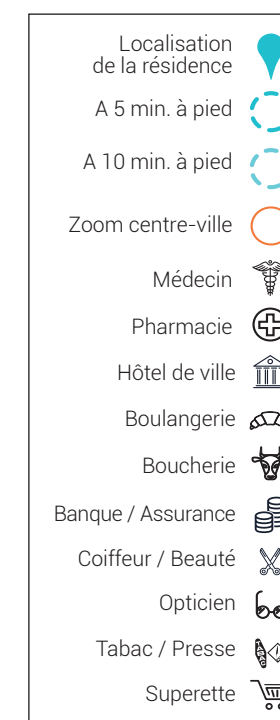 Localisation
de la résidence
A 5 min. à pied
A 10 min. à pied
Zoom centre-ville
Médecin
Pharmacie
Hôtel de ville
Boulangerie
Boucherie
Banque / Assurance
Coiffeur / Beauté
Opticien
Tabac / Presse
Superette